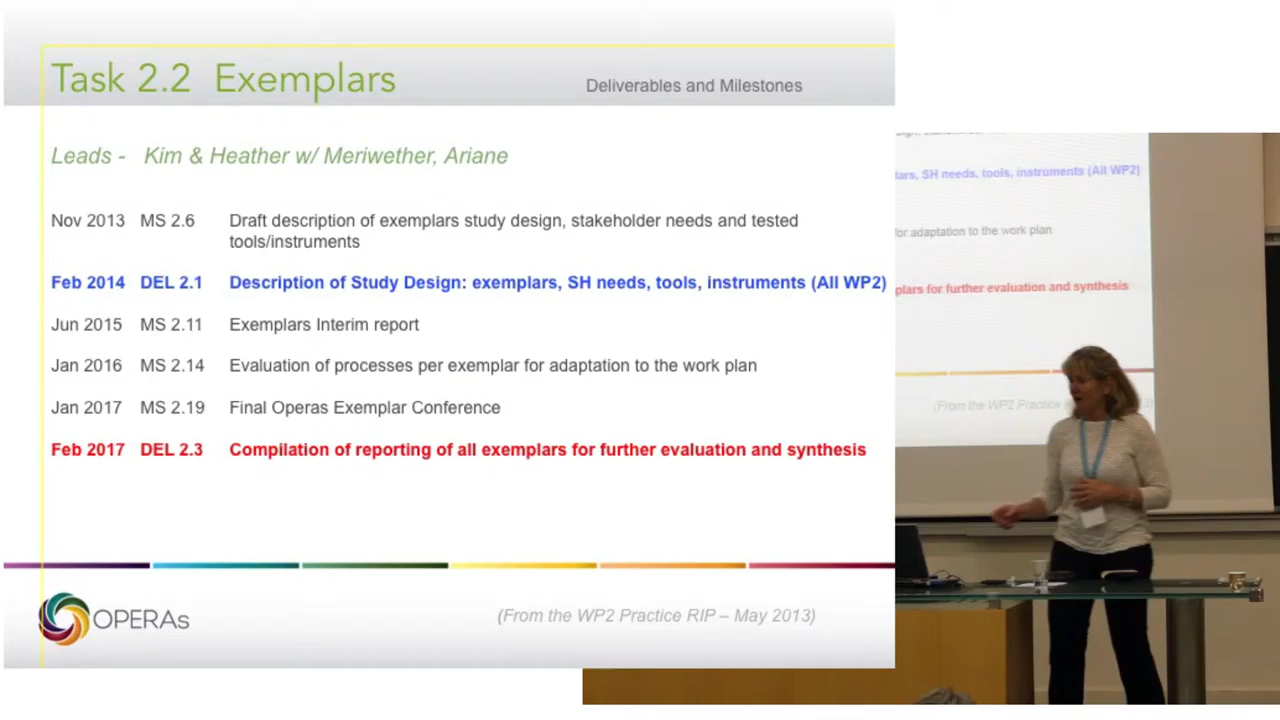 Task 2.2 Exemplars
Deliverables and Milestones
Leads - Kim & Heather w/ Meriwether, Ariane
Nov 2013 MS 2.6 Draft description of exemplars study design, stakeholder needs and tested
tools/instruments
Feb 2014 DEL 2.1 Description of Study Design: exemplars, SH needs, tools, instruments (All WP2)
Jun 2015 MS 2.11 Exemplars Interim report
Jan 2016 MS 2.14 Evaluation of processes per exemplar for adaptation to the work plan
Jan 2017 MS 2.19 Final Operas Exemplar Conference
Feb 2017 DEL 2.3 Compilation of reporting of all exemplars for further evaluation and synthesis
OPERAs
(From the WP2 Practice RIP – May 2013)
lars, SH needs, tools, instruments (All WP2)
for adaptation to the work plan
plars for further evaluation and synthesis
(From the WP2 Practice